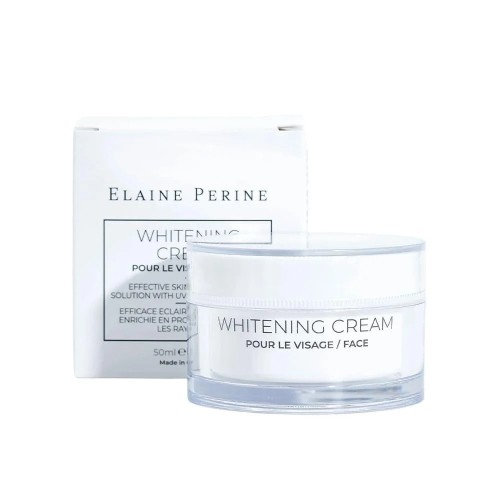 ELAINE PERINE
WHITENING
CRE
POUR LE VIS
EFFECTIVE SKIN
SOLUTION WITH UV
EFFICACE ECLAIR
ENRICHIE EN PRO
LES RAY
50ml
Made in
WHITENING CREAM
POUR LE VISAGE / FACE